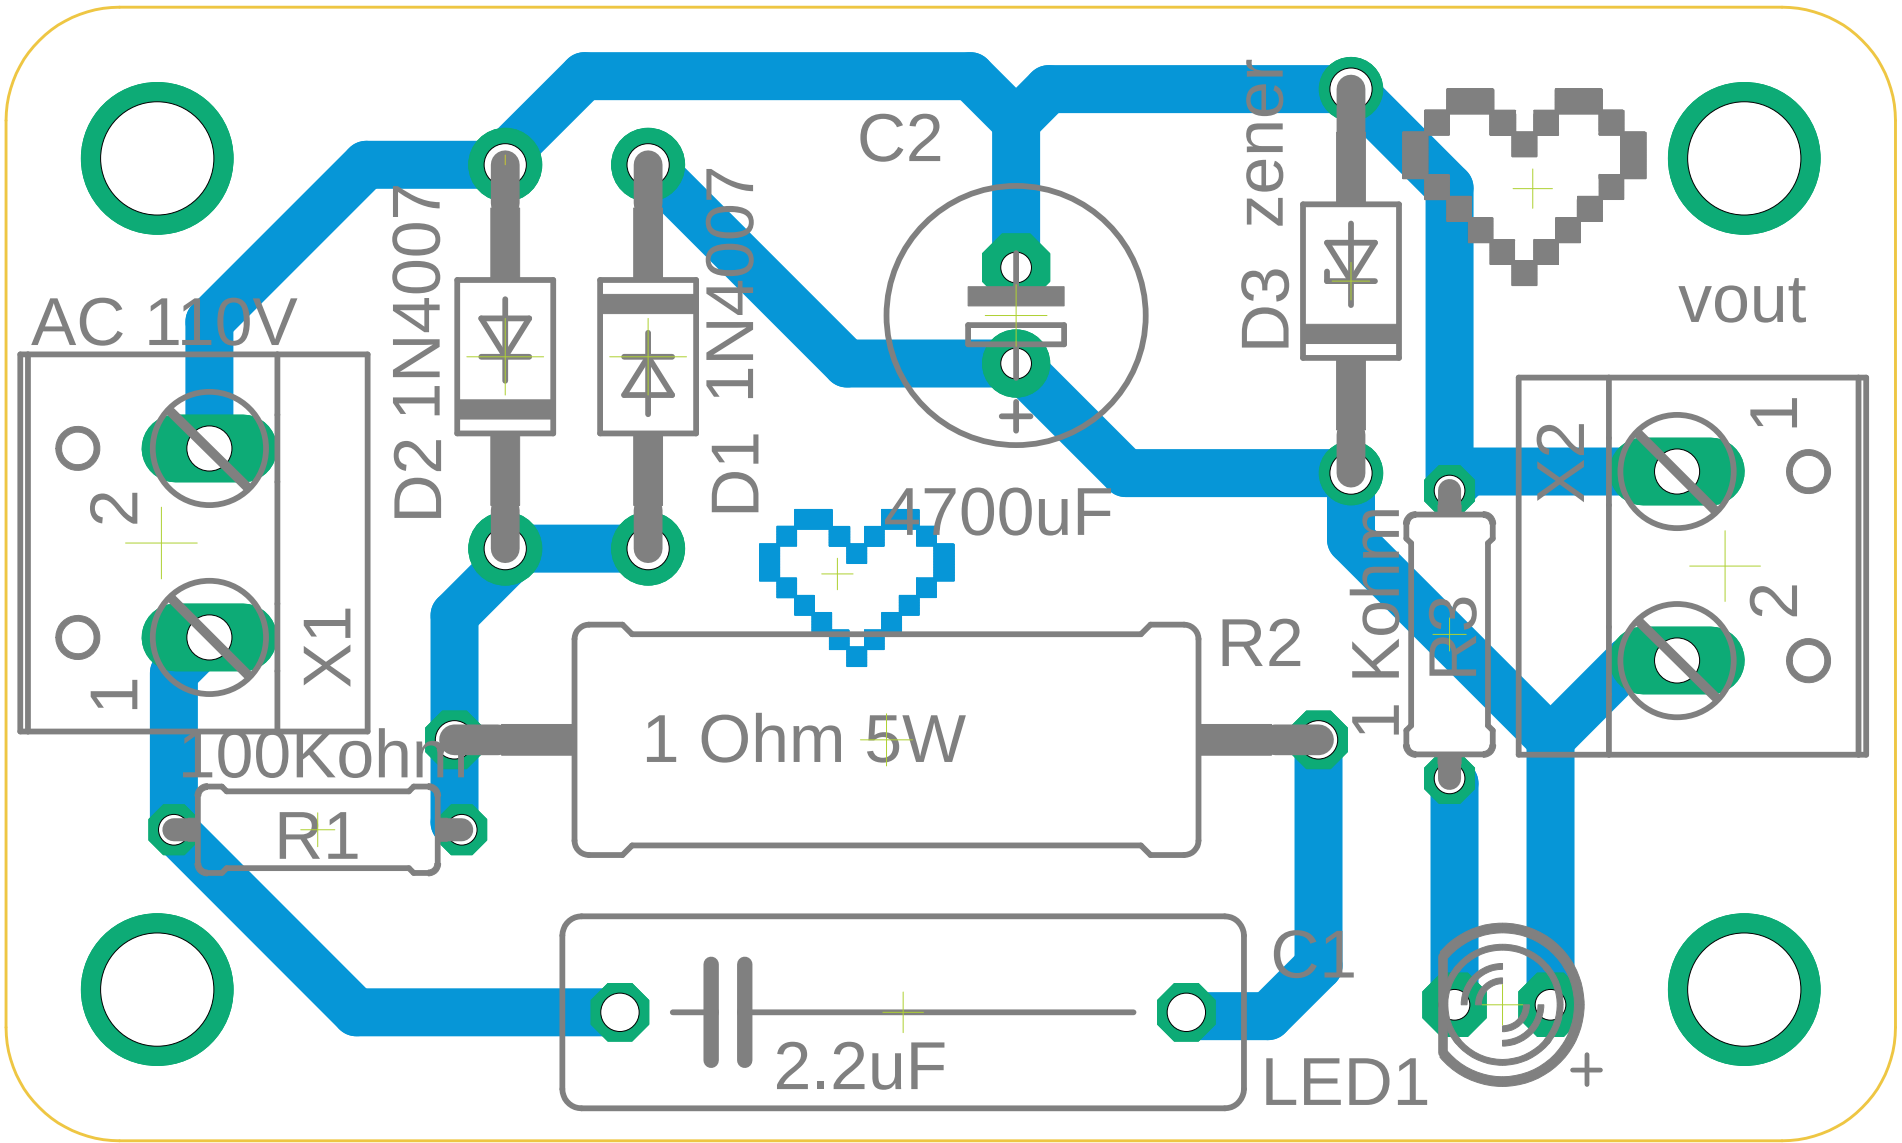 C2
D3 zener
AC 110V
D2 1N4007
D1 1N4007
vout
2
1
X1
4700uF
X2
1
2
1 Kohm
R3
R2
1 Ohm 5W
100Kohm
R1
C1
2.2uF
LED1
+
+